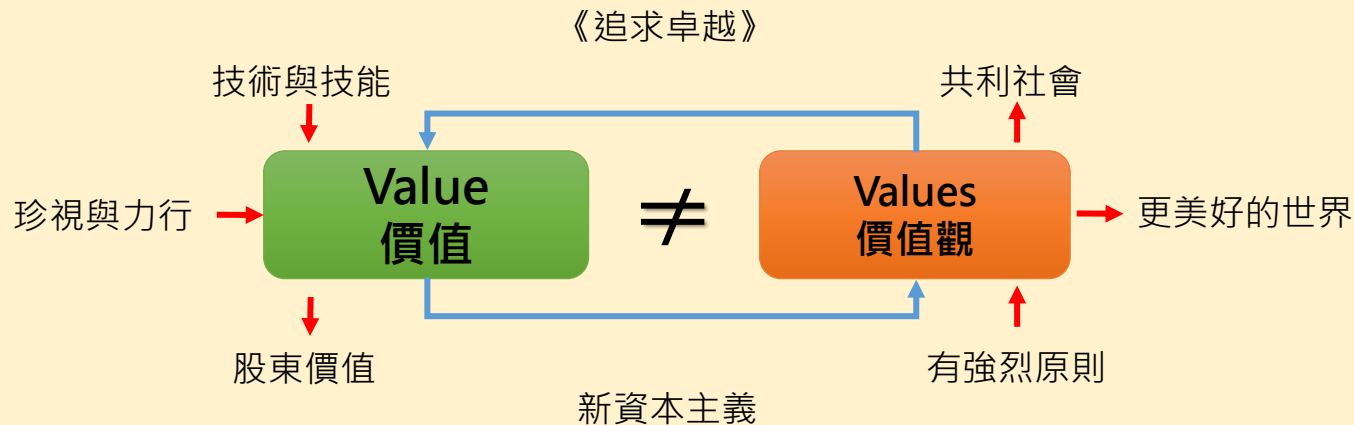 《追求卓越》
技術與技能
共利社會
Value
價值
≠
Values
價值觀
珍視與力行
更美好的世界
股東價值
有強烈原則
新資本主義